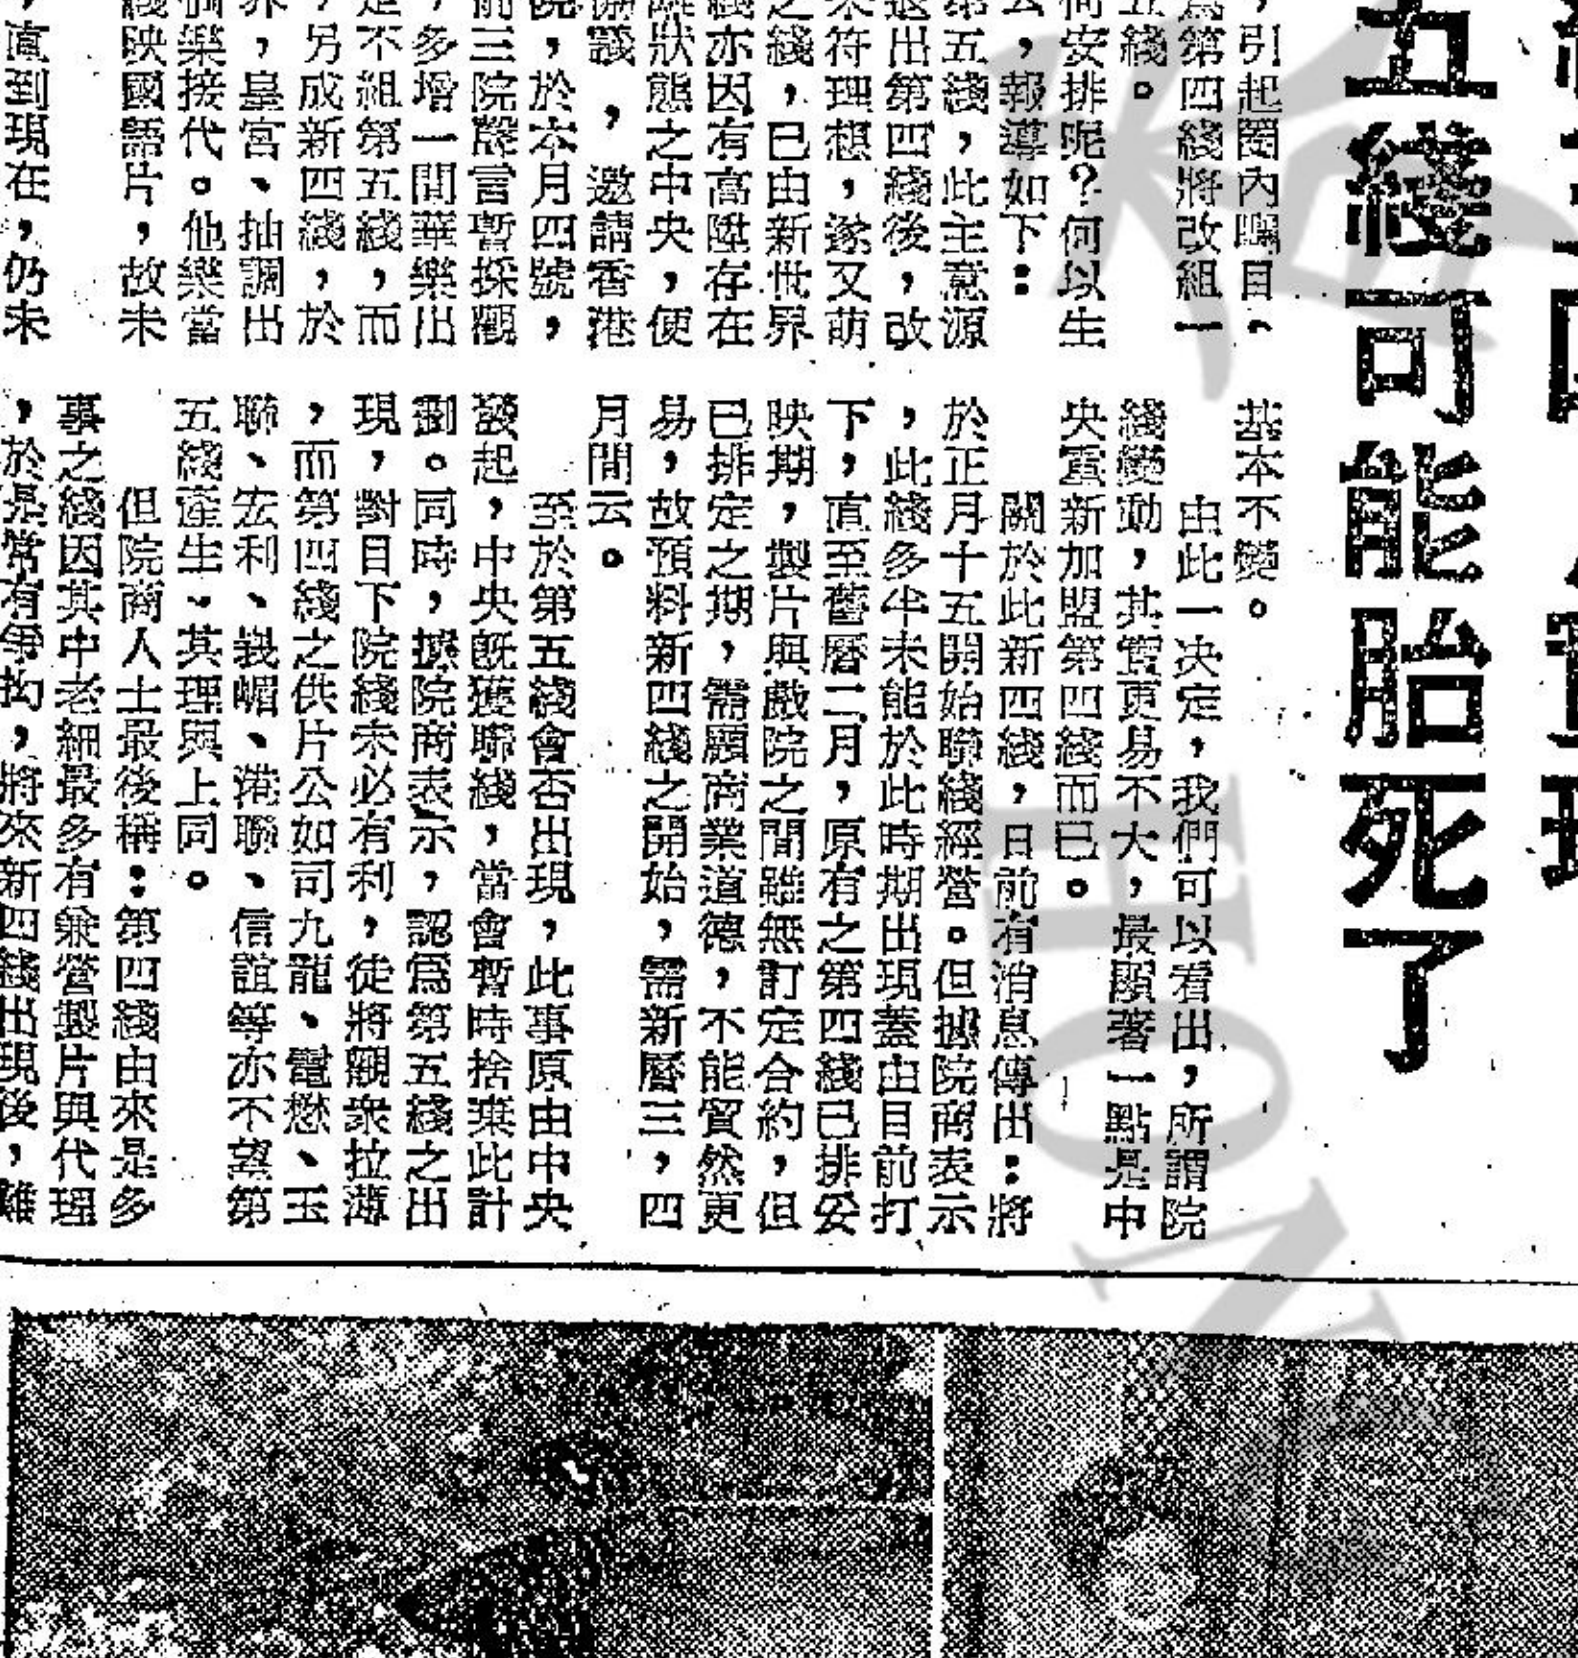 五綫可能胎死了
，引起圈內矚目。
爲第四綫將改組一
五綫。
何安排呢？何以生
，報導如下：
第五綫，此主意源
退出第四綫後，改
未符理想，遂又萌
之綫，已由新世界
綫亦因有高陞存在
狀態之中央，便
協議，邀請香港
院，於本月四號，
前三院聲言暫採觀
，多增一間華樂出
是不組第五綫，而
，另成新四綫，於
界，皇宮、抽調出
樂接代。他樂當
綫映國語片，故未
，直到現在，仍未
基本不變。
由此一决定，我們可以看出，所謂院
綫變動，其實更易不大，最顯著一點是中
央重新加盟第四綫而已。
關於此新四綫，日前有消息傳出：將
於正月十五開始聯綫經營。但據院商表示
，此綫多半未能於此時期出現蓋由目前打
下，直至舊曆二月，原有之第四綫已排妥
映期，製片與戲院之間雖無訂定合約，但
已排定之期，需顧商業道德，不能貿然更
易，故預料新四綫之開始，需新曆三，四
月間云。
至於第五綫會否出現，此事原由中央
發起，中央旣獲聯綫，當會暫時捨棄此計
劃。同時，據院商表示，認爲第五綫之出
現，對目下院綫未必有利，徒將觀衆拉薄
，而第四綫之供片公如司九龍、電懋、玉
聯、宏利、峨嵋、港聯、信誼等亦不望第
五綫產生、其理與上同。
但院商人士最後稱：第四綫由來是多
事之綫因其中老細最多有兼營製片與代理
，於是常有爭拗，將來新四綫出現後，雖
HON